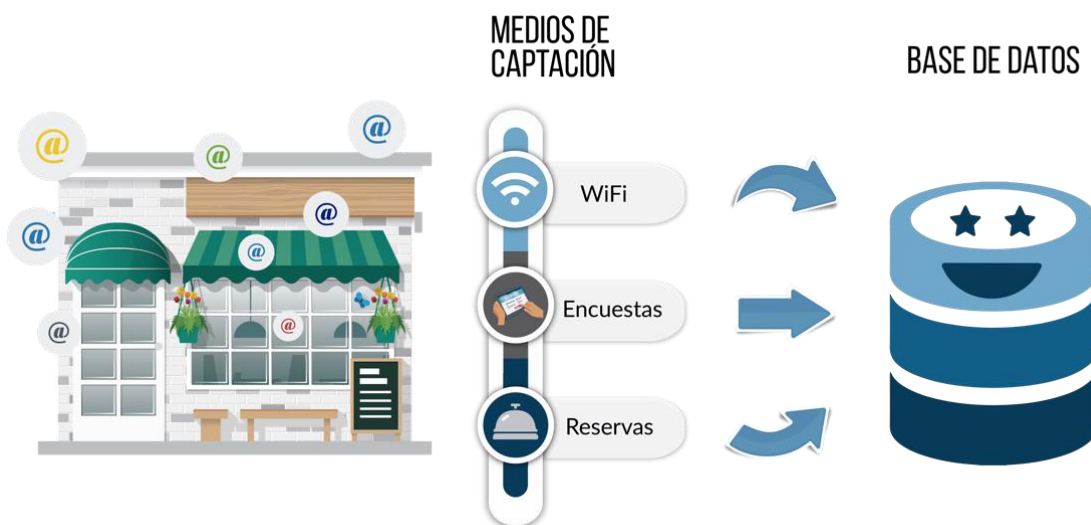 MEDIOS DE
CAPTACIÓN
BASE DE DATOS
@
@
@
@
@
@
@
@
WiFi
Encuestas
Reservas